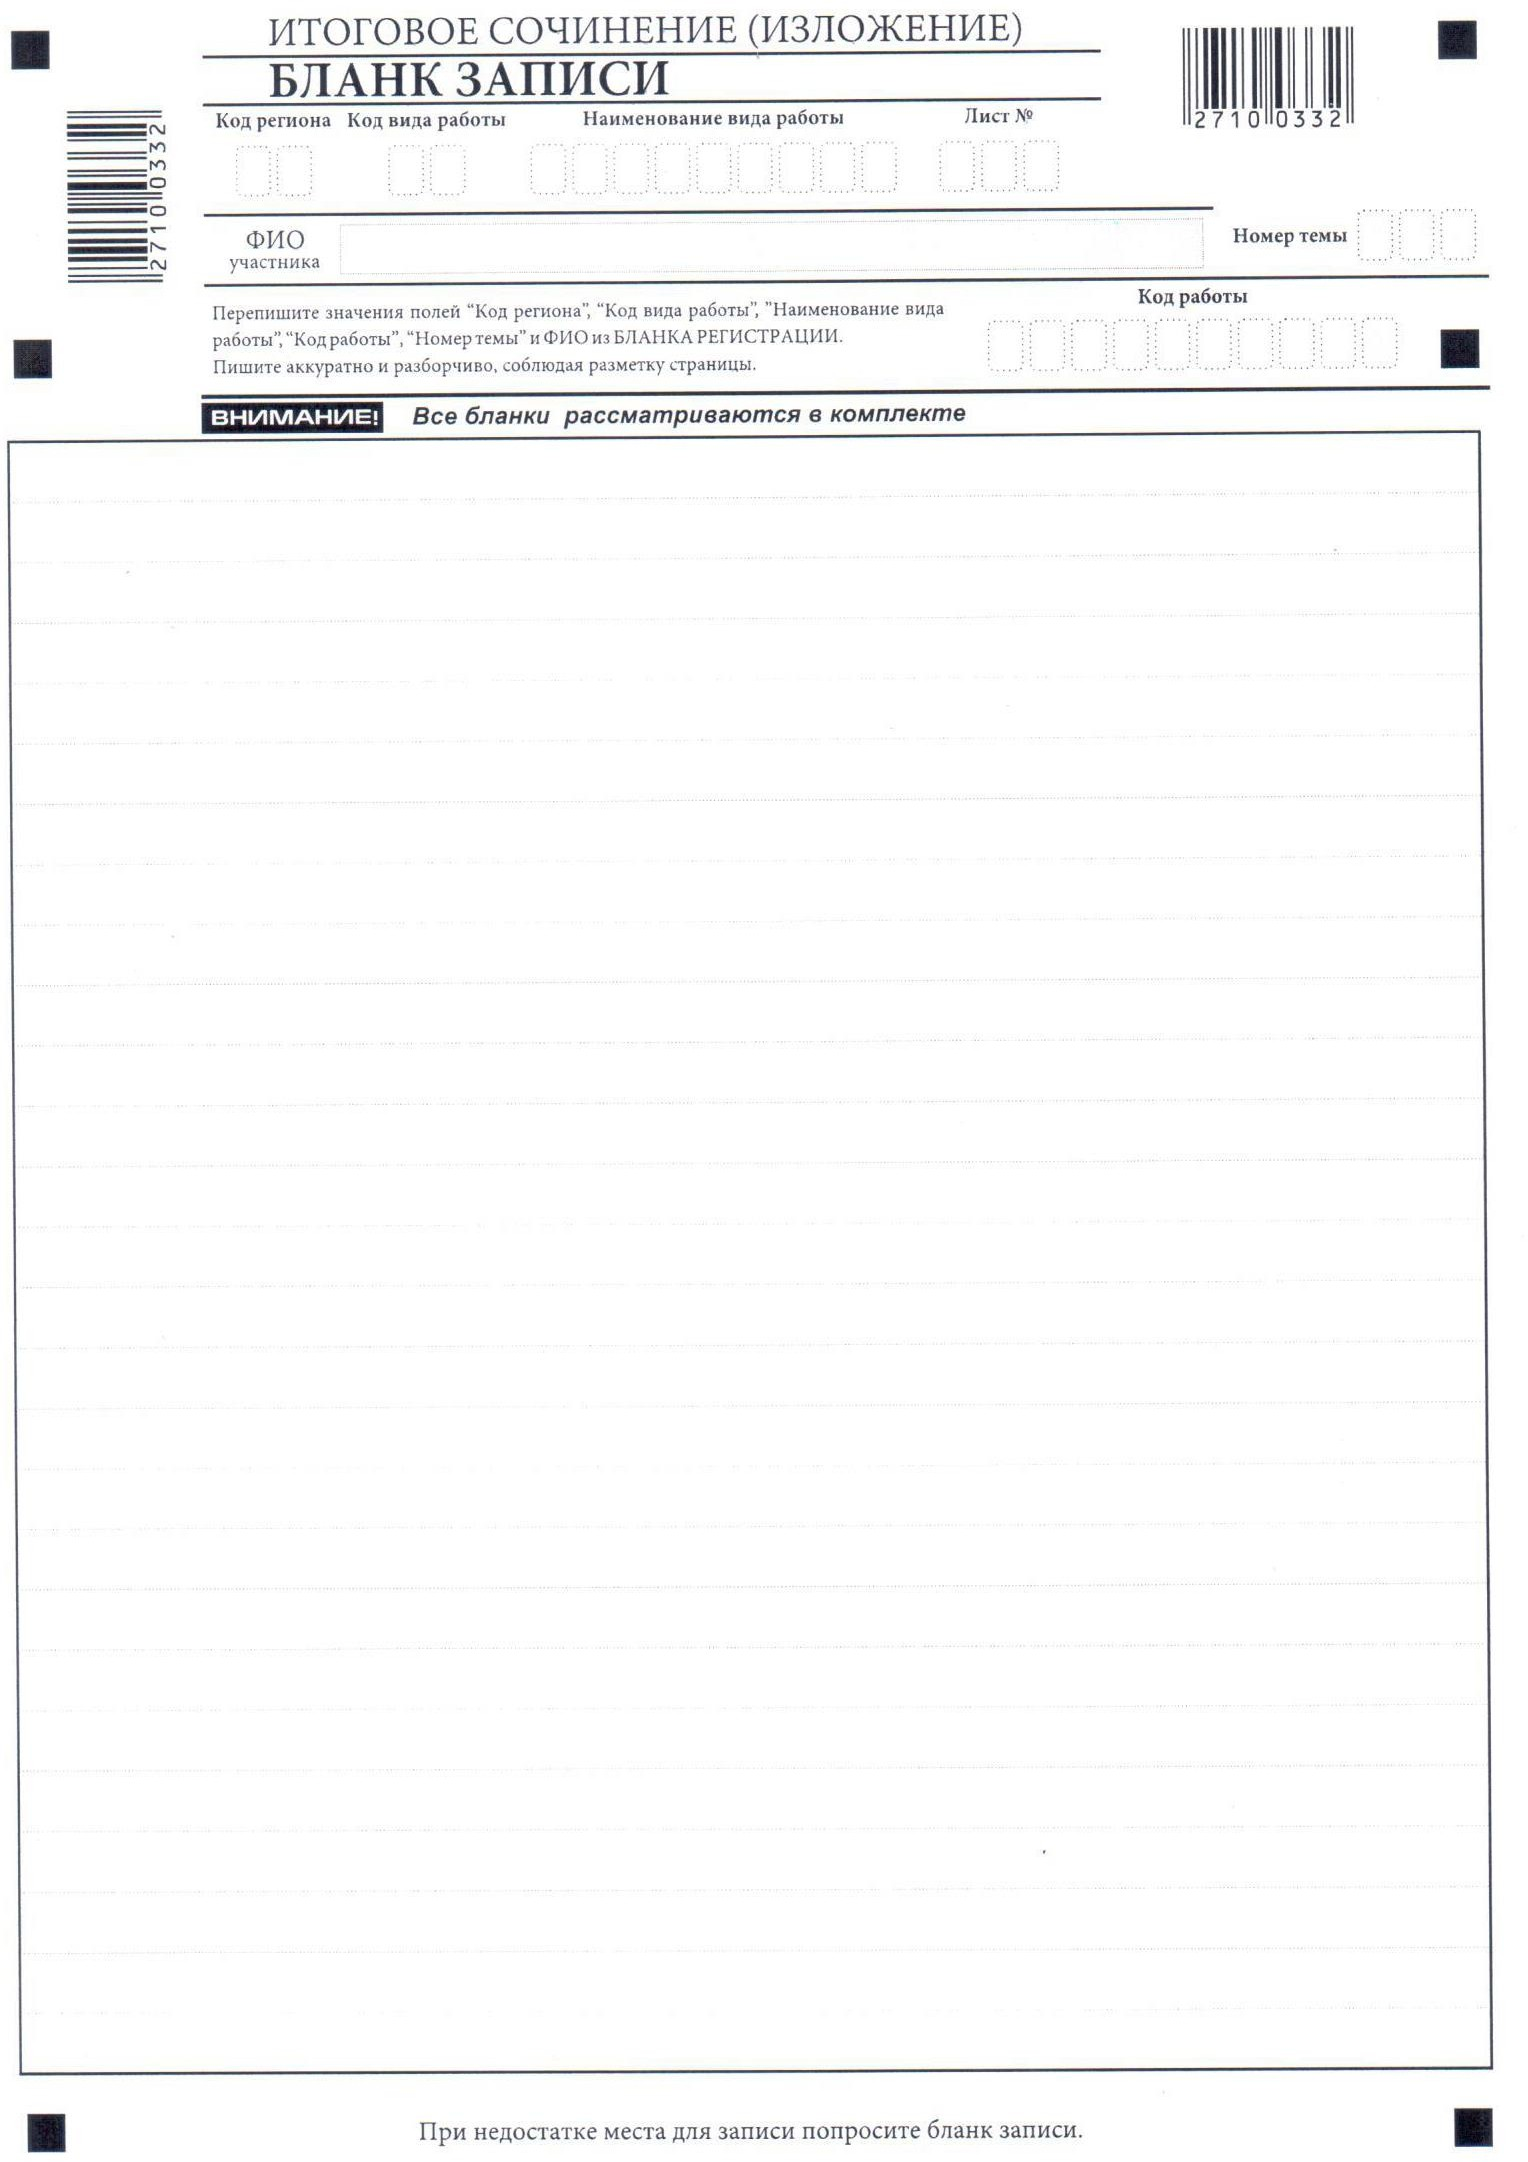 ИТОГОВОЕ СОЧИНЕНИЕ (ИЗЛОЖЕНИЕ)
БЛАНК ЗАПИСИ
2710 0332
2710 0332
Код региона Код вида работы Наименование вида работы Лист №
ФИО
участника
Номер темы
Код работы
Перепишите значения полей “Код региона”, “Код вида работы”, ”Наименование вида
работы”, “Код работы”, “Номер темы” и ФИО из БЛАНКА РЕГИСТРАЦИИ.
Пишите аккуратно и разборчиво, соблюдая разметку страницы.
ВНИМАНИЕ! Все бланки рассматриваются в комплекте
При недостатке места для записи попросите бланк записи.